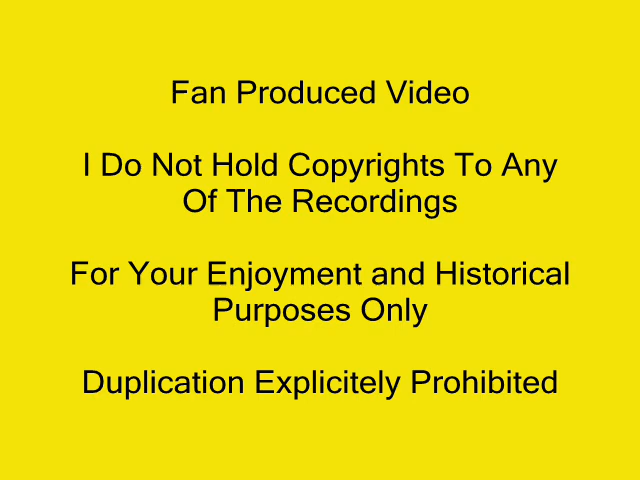 Fan Produced Video
I Do Not Hold Copyrights To Any
Of The Recordings
For Your Enjoyment and Historical
Purposes Only
Duplication Explicitely Prohibited